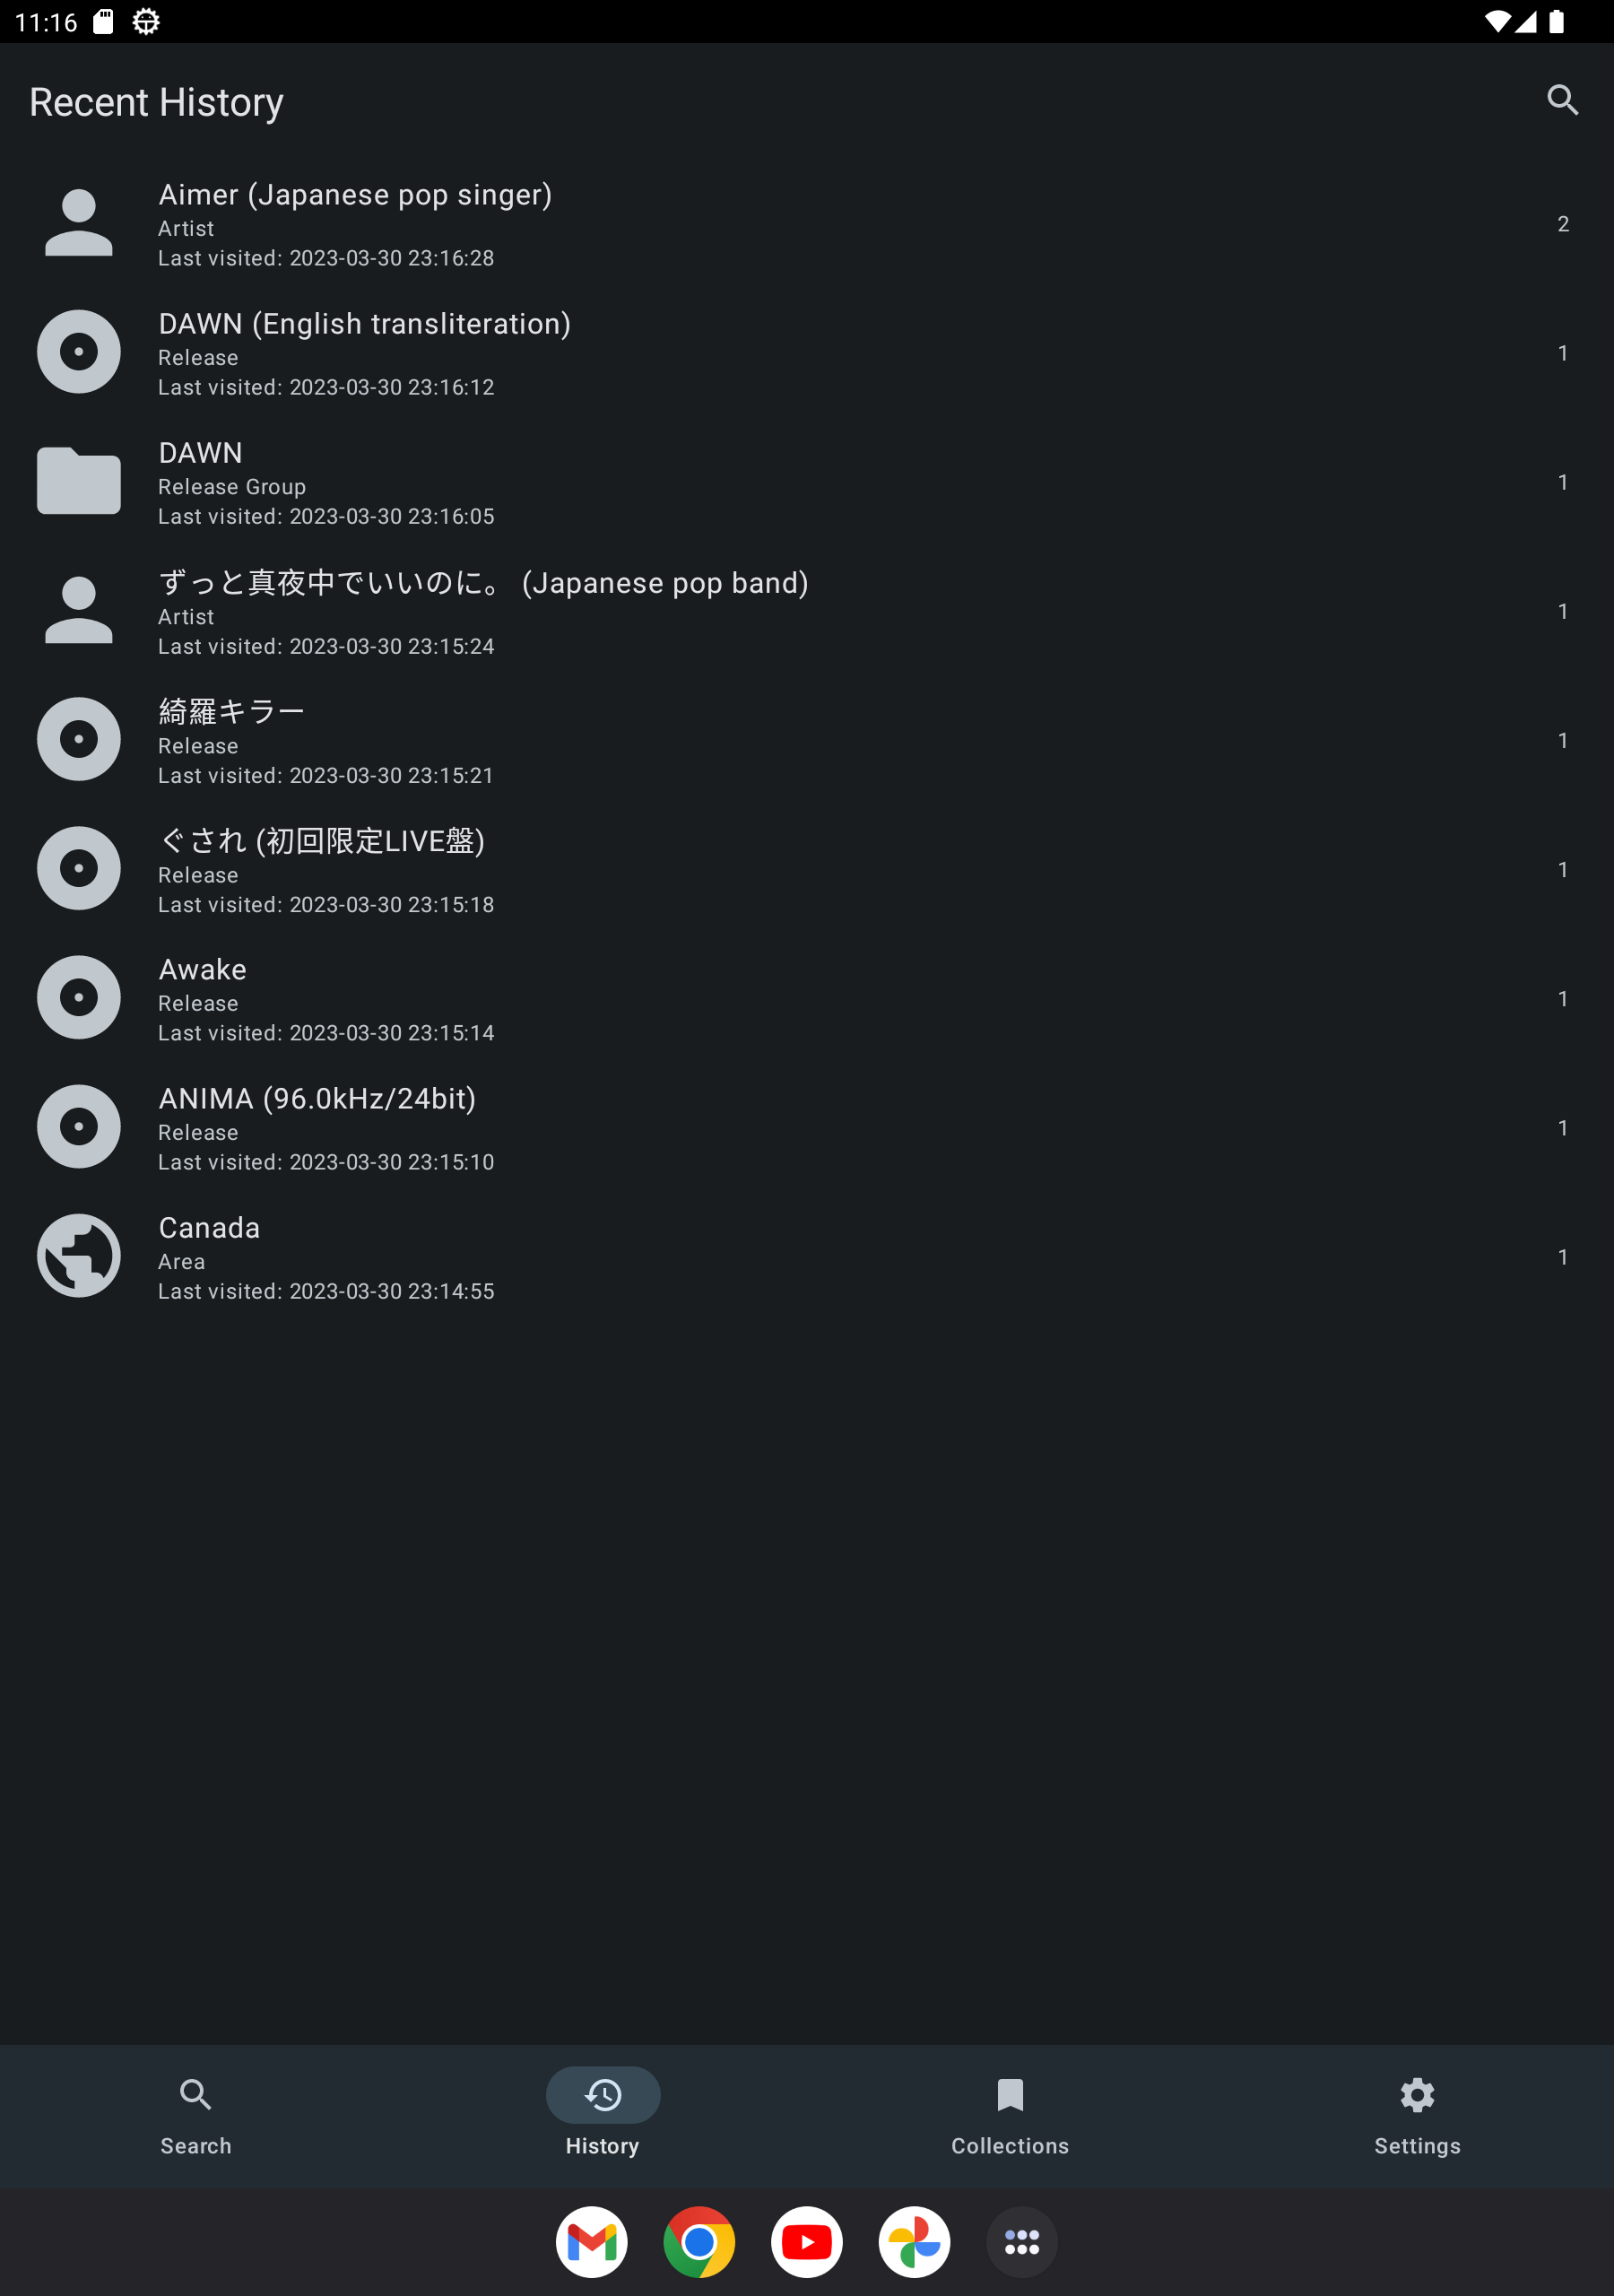 11:16
Recent History
Aimer (Japanese pop singer)
Artist
Last visited: 2023-03-30 23:16:28
2
DAWN (English transliteration)
Release
Last visited: 2023-03-30 23:16:12
1
DAWN
Release Group
Last visited: 2023-03-30 23:16:05
1
ずっと真夜中でいいのに。 (Japanese pop band)
Artist
Last visited: 2023-03-30 23:15:24
1
綺羅キラー
Release
Last visited: 2023-03-30 23:15:21
1
ぐされ (初回限定LIVE盤)
Release
Last visited: 2023-03-30 23:15:18
1
Awake
Release
Last visited: 2023-03-30 23:15:14
1
ANIMA (96.0kHz/24bit)
Release
Last visited: 2023-03-30 23:15:10
1
Canada
Area
Last visited: 2023-03-30 23:14:55
1
Search
History
Collections
Settings